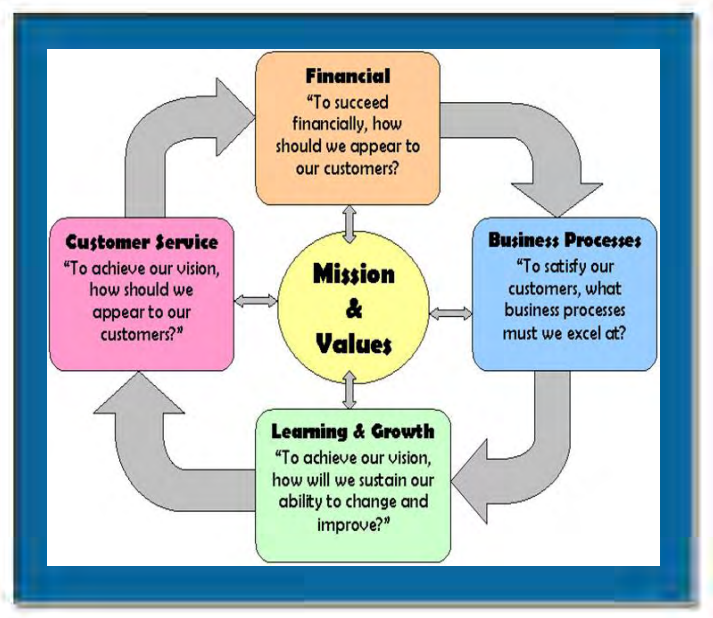 Financial
“To succeed
financially, how
should we appear to
our customers?
Customer Service
“To achieve our vision,
how should we
appear to our
customers?”
Mission
&
Values
Business Processes
“To satisfy our
customers, what
business processes
must we excel at?
Learning & Growth
“To achieve our vision,
how will we sustain our
ability to change and
improve?”